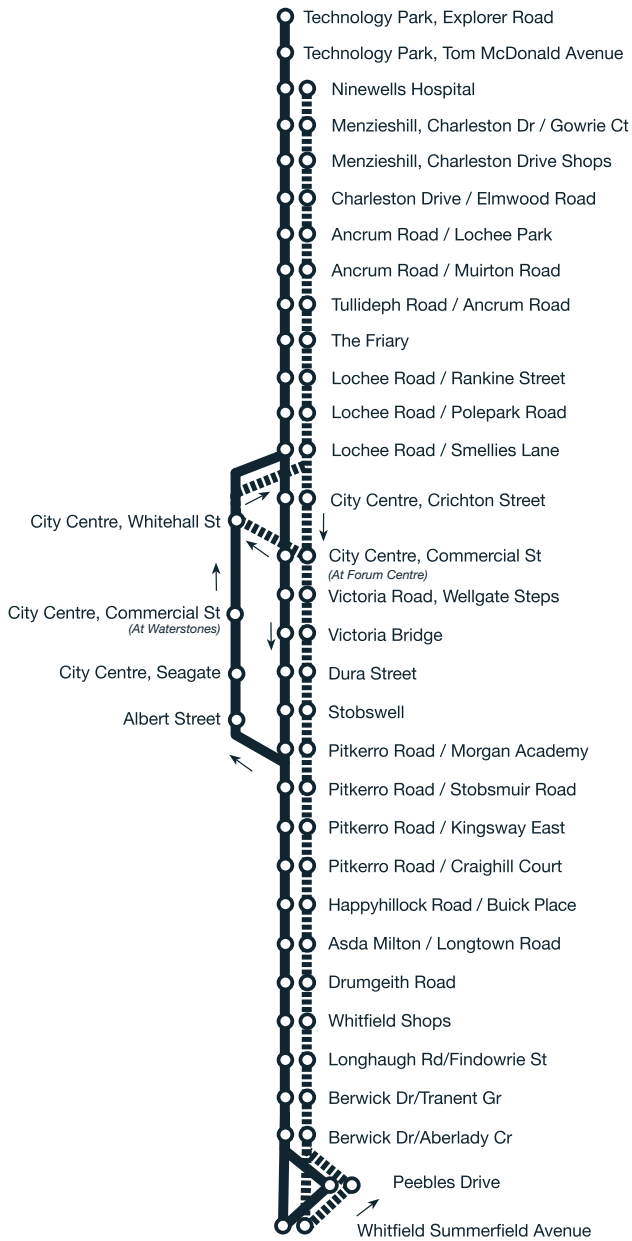 Technology Park, Explorer Road
Technology Park, Tom McDonald Avenue
Ninewells Hospital
Menzieshill, Charleston Dr / Gowrie Ct
Menzieshill, Charleston Drive Shops
Charleston Drive / Elmwood Road
Ancrum Road / Lochee Park
Ancrum Road / Muirton Road
Tullideph Road / Ancrum Road
The Friary
Lochee Road / Rankine Street
Lochee Road / Polepark Road
Lochee Road / Smellies Lane
City Centre, Crichton Street
City Centre, Whitehall St
City Centre, Commercial St
(At Forum Centre)
Victoria Road, Wellgate Steps
City Centre, Commercial St
(At Waterstones)
Victoria Bridge
City Centre, Seagate
Dura Street
Stobswell
Albert Street
Pitkerro Road / Morgan Academy
Pitkerro Road / Stobsmuir Road
Pitkerro Road / Kingsway East
Pitkerro Road / Craighill Court
Happyhillock Road / Buick Place
Asda Milton / Longtown Road
Drumgeith Road
Whitfield Shops
Longhaugh Rd/Findowrie St
Berwick Dr/Tranent Gr
Berwick Dr/Aberlady Cr
Peebles Drive
Whitfield Summerfield Avenue